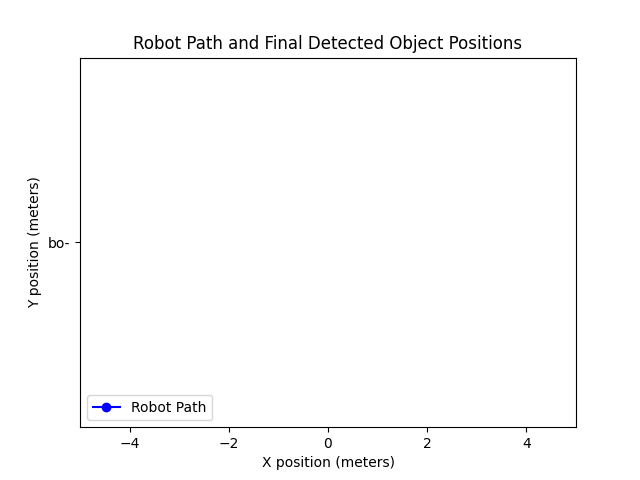 Robot Path and Final Detected Object Positions
Y position (meters)
bo-
Robot Path
−4 −2 0 2 4
X position (meters)